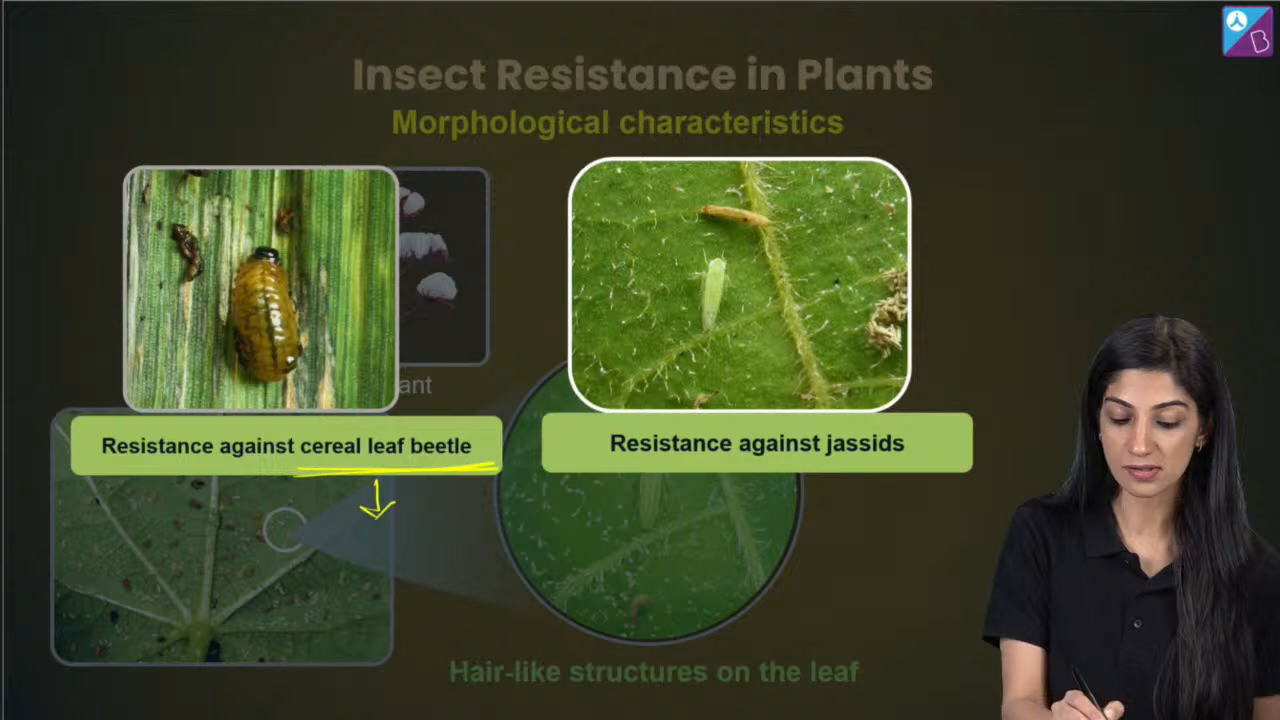 Insect Resistance in Plants
Morphological characteristics
ant
Resistance against cereal leaf beetle
Resistance against jassids
Hair-like structures on the leaf
B